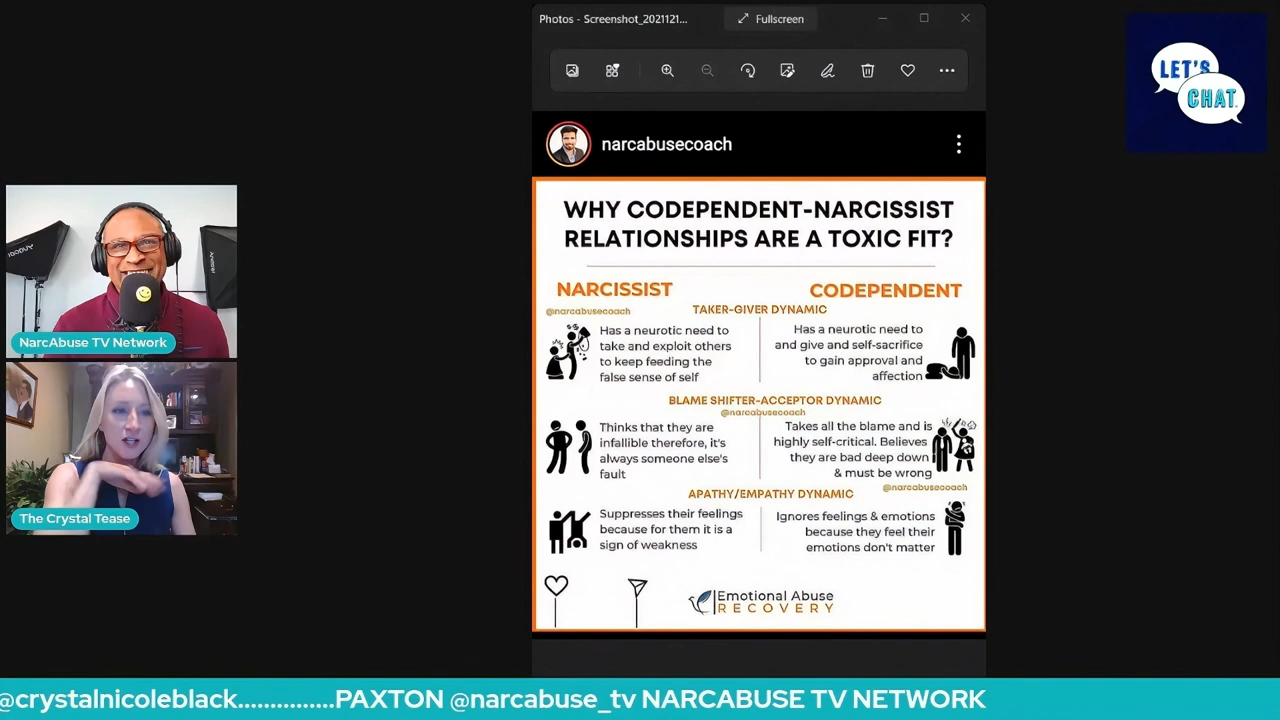 Photos - Screenshot_2021121...
Fullscreen
LET'S
CHAT
narcabusecoach
WHY CODEPENDENT-NARCISSIST
RELATIONSHIPS ARE A TOXIC FIT?
NARCISSIST
CODEPENDENT
@narcabusecoach
TAKER-GIVER DYNAMIC
Has a neurotic need to
take and exploit others
to keep feeding the
false sense of self
Has a neurotic need to
and give and self-sacrifice
to gain approval and
affection
BLAME SHIFTER-ACCEPTOR DYNAMIC
@narcabusecoach
Thinks that they are
infallible therefore, it's
always someone else's
fault
Takes all the blame and is
highly self-critical. Believes
they are bad deep down
& must be wrong
@narcabusecoach
APATHY/EMPATHY DYNAMIC
Suppresses their feelings
because for them it is a
sign of weakness
Ignores feelings & emotions
because they feel their
emotions don't matter
Emotional Abuse
RECOVERY
NarcAbuse TV Network
The Crystal Tease
@crystalnicoleblack...............PAXTON @narcabuse_tv NARCABUSE TV NETWORK